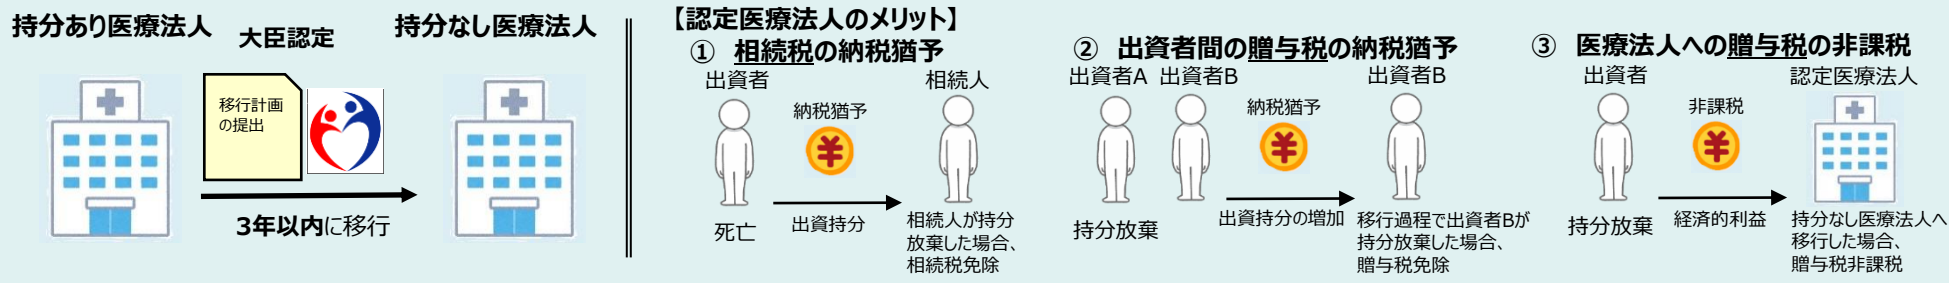 持分あり医療法人
大臣認定
持分なし医療法人
移行計画
の提出
3年以内に移行
【認定医療法人のメリット】
① 相続税の納税猶予
出資者
相続人
納税猶予
死亡
出資持分
相続人が持分
放棄した場合、
相続税免除
② 出資者間の贈与税の納税猶予
出資者A 出資者B
出資者B
納税猶予
持分放棄
出資持分の増加
移行過程で出資者Bが
持分放棄した場合、
贈与税免除
③ 医療法人への贈与税の非課税
出資者
認定医療法人
非課税
持分放棄
経済的利益
持分なし医療法人へ
移行した場合、
贈与税非課税